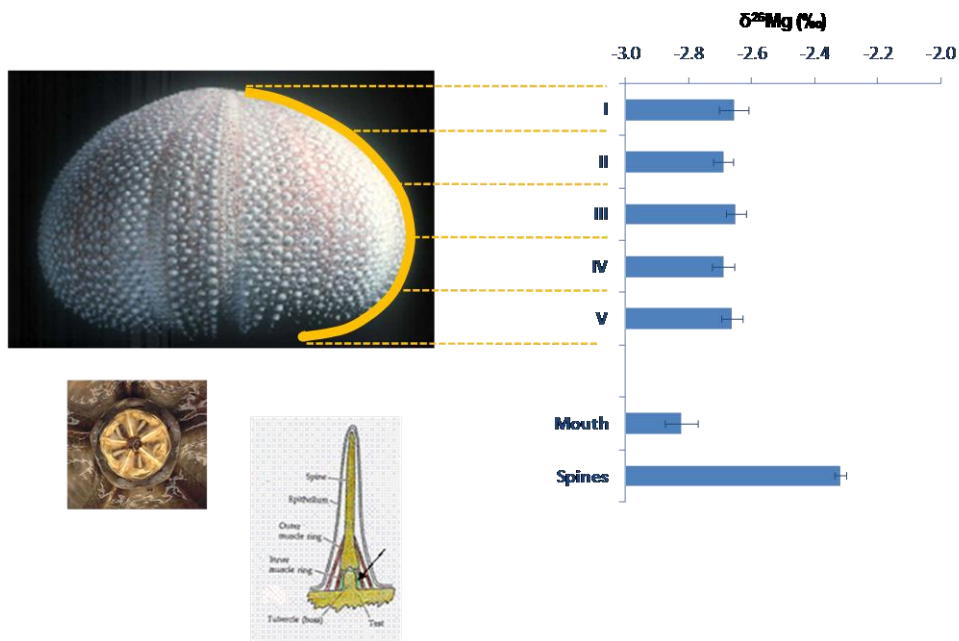 δ²⁶Mg (‰)
-3.0 -2.8 -2.6 -2.4 -2.2 -2.0
I
II
III
IV
V
Mouth
Spines
Spine
Epithelium
Outer
muscle ring
Inner
muscle ring
Tubercle (boss)
Test